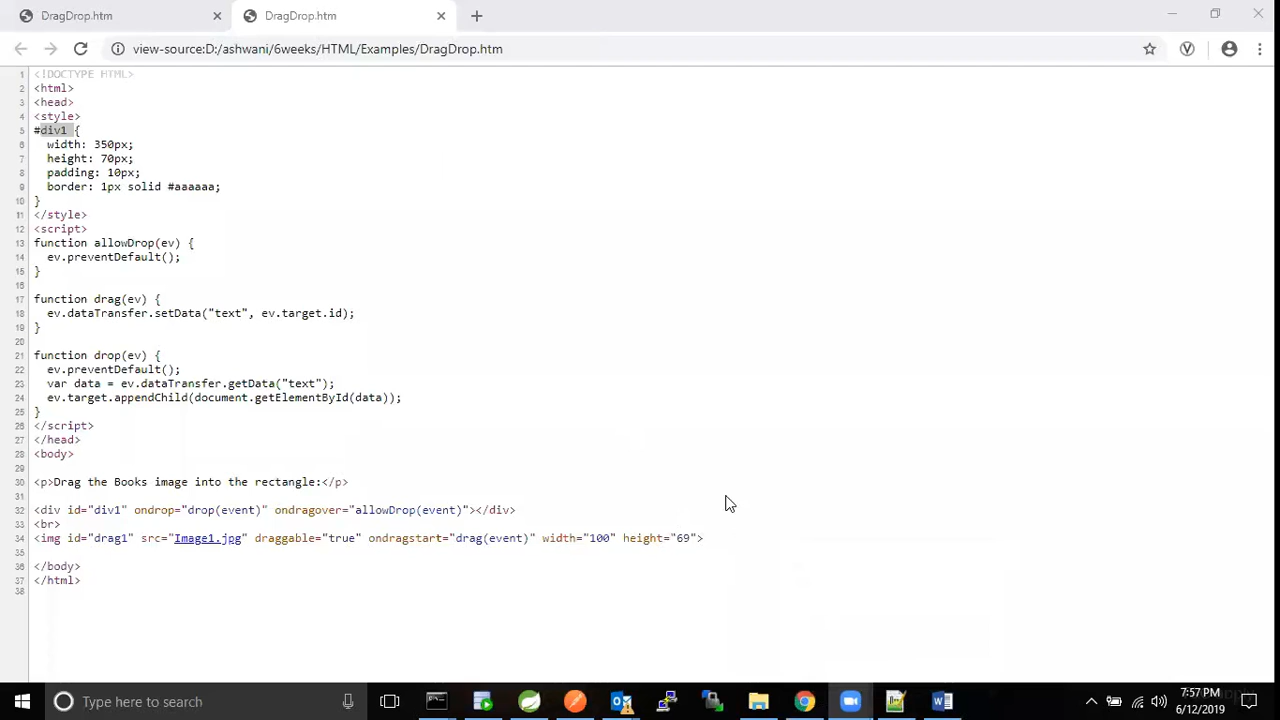 DragDrop.htm
DragDrop.htm
view-source:D:/ashwani/6weeks/HTML/Examples/DragDrop.htm
1 <!DOCTYPE HTML>
2 <html>
3 <head>
4 <style>
5 #div1 {
6   width: 350px;
7   height: 70px;
8   padding: 10px;
9   border: 1px solid #aaaaaa;
10 }
11 </style>
12 <script>
13 function allowDrop(ev) {
14   ev.preventDefault();
15 }
16
17 function drag(ev) {
18   ev.dataTransfer.setData("text", ev.target.id);
19 }
20
21 function drop(ev) {
22   ev.preventDefault();
23   var data = ev.dataTransfer.getData("text");
24   ev.target.appendChild(document.getElementById(data));
25 }
26 </script>
27 </head>
28 <body>
29
30 <p>Drag the Books image into the rectangle:</p>
31
32 <div id="div1" ondrop="drop(event)" ondragover="allowDrop(event)"></div>
33 <br>
34 <img id="drag1" src="Image1.jpg" draggable="true" ondragstart="drag(event)" width="100" height="69">
35
36 </body>
37 </html>
38
Type here to search
7:57 PM
6/12/2019